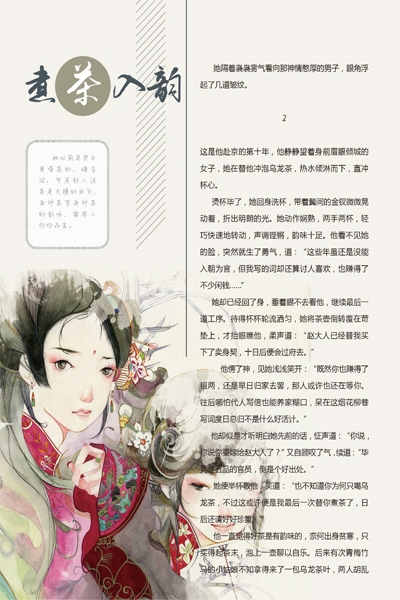 煮茶入韵
她隔着袅袅雾气看向那神情憨厚的男子，眼角浮
起了几道皱纹。
2
这是他赴京的第十年，他静静望着身前眉眼倾城的
女子，她在替他冲泡乌龙茶，热水倾淋而下，直冲
杯心。
烫杯毕了，她回身洗杯，带着鬓间的金钗微微晃
动着，折出明朗的光。她动作娴熟，两手两杯，轻
巧快速地转动，声调铿锵，韵味十足。他看不见她
的脸，突然就生了勇气，道：“这些年虽还是没能
入朝为官，但我写的词却还算讨人喜欢，也赚得了
不少闲钱……”
她却已经回了身，垂着眼不去看他，继续最后一
道工序。待得杯杯轮流洒匀，她将茶壶倒转覆在苛
垫上，才抬眼瞧他，柔声道：“赵大人已经替我买
下了卖身契，十日后便会过府去。”
他愣了神，见她浅浅笑开：“既然你也赚得了
银两，还是早日归家去罢，那人或许也还在等你。
往后哪怕代人写信也能养家糊口，呆在这烟花柳巷
写词度日总归不是什么好活计。”
他却似是才听明白她先前的话，怔声道：“你说，
你说你要嫁给赵大人了？”又自顾叹了气，续道：“毕
竟是五品的官员，倒是个好出处。”
她便举杯敬他，笑道：“也不知道你为何只喝乌
龙茶，不过这或许便是我最后一次替你煮茶了，日
后还请好好珍重。”
他一直觉得好茶是有韵味的，奈何出身贫寒，只
买得起茶末，泡上一壶聊以自乐。后来有次青梅竹
马的小姑娘不知拿得来了一包乌龙茶叶，两人胡乱